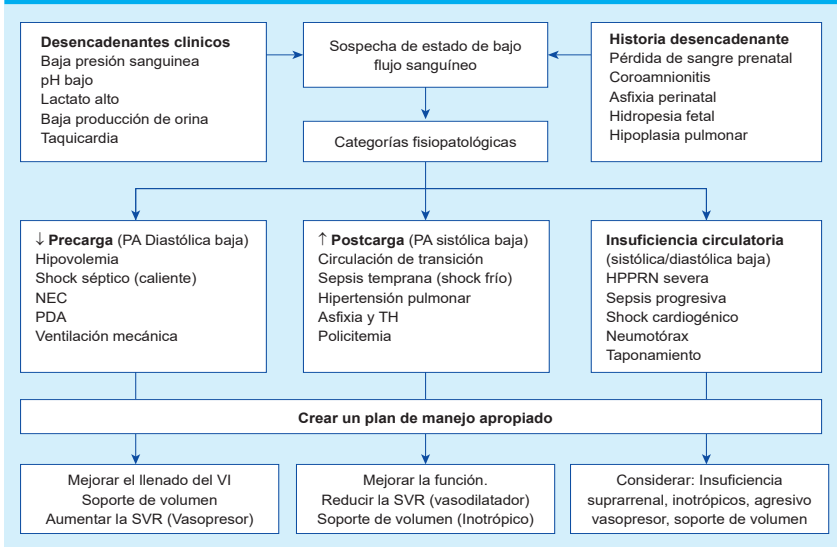 Desencadenantes clinicos
Baja presión sanguinea
pH bajo
Lactato alto
Baja producción de orina
Taquicardia
Sospecha de estado de bajo
flujo sanguíneo
Historia desencadenante
Pérdida de sangre prenatal
Coroamnionitis
Asfixia perinatal
Hidropesia fetal
Hipoplasia pulmonar
Categorías fisiopatológicas
↓ Precarga (PA Diastólica baja)
Hipovolemia
Shock séptico (caliente)
NEC
PDA
Ventilación mecánica
↑ Postcarga (PA sistólica baja)
Circulación de transición
Sepsis temprana (shock frío)
Hipertensión pulmonar
Asfixia y TH
Policitemia
Insuficiencia circulatoria
(sistólica/diastólica baja)
HPPRN severa
Sepsis progresiva
Shock cardiogénico
Neumotórax
Taponamiento
Crear un plan de manejo apropiado
Mejorar el llenado del VI
Soporte de volumen
Aumentar la SVR (Vasopresor)
Mejorar la función.
Reducir la SVR (vasodilatador)
Soporte de volumen (Inotrópico)
Considerar: Insuficiencia
suprarrenal, inotrópicos, agresivo
vasopresor, soporte de volumen